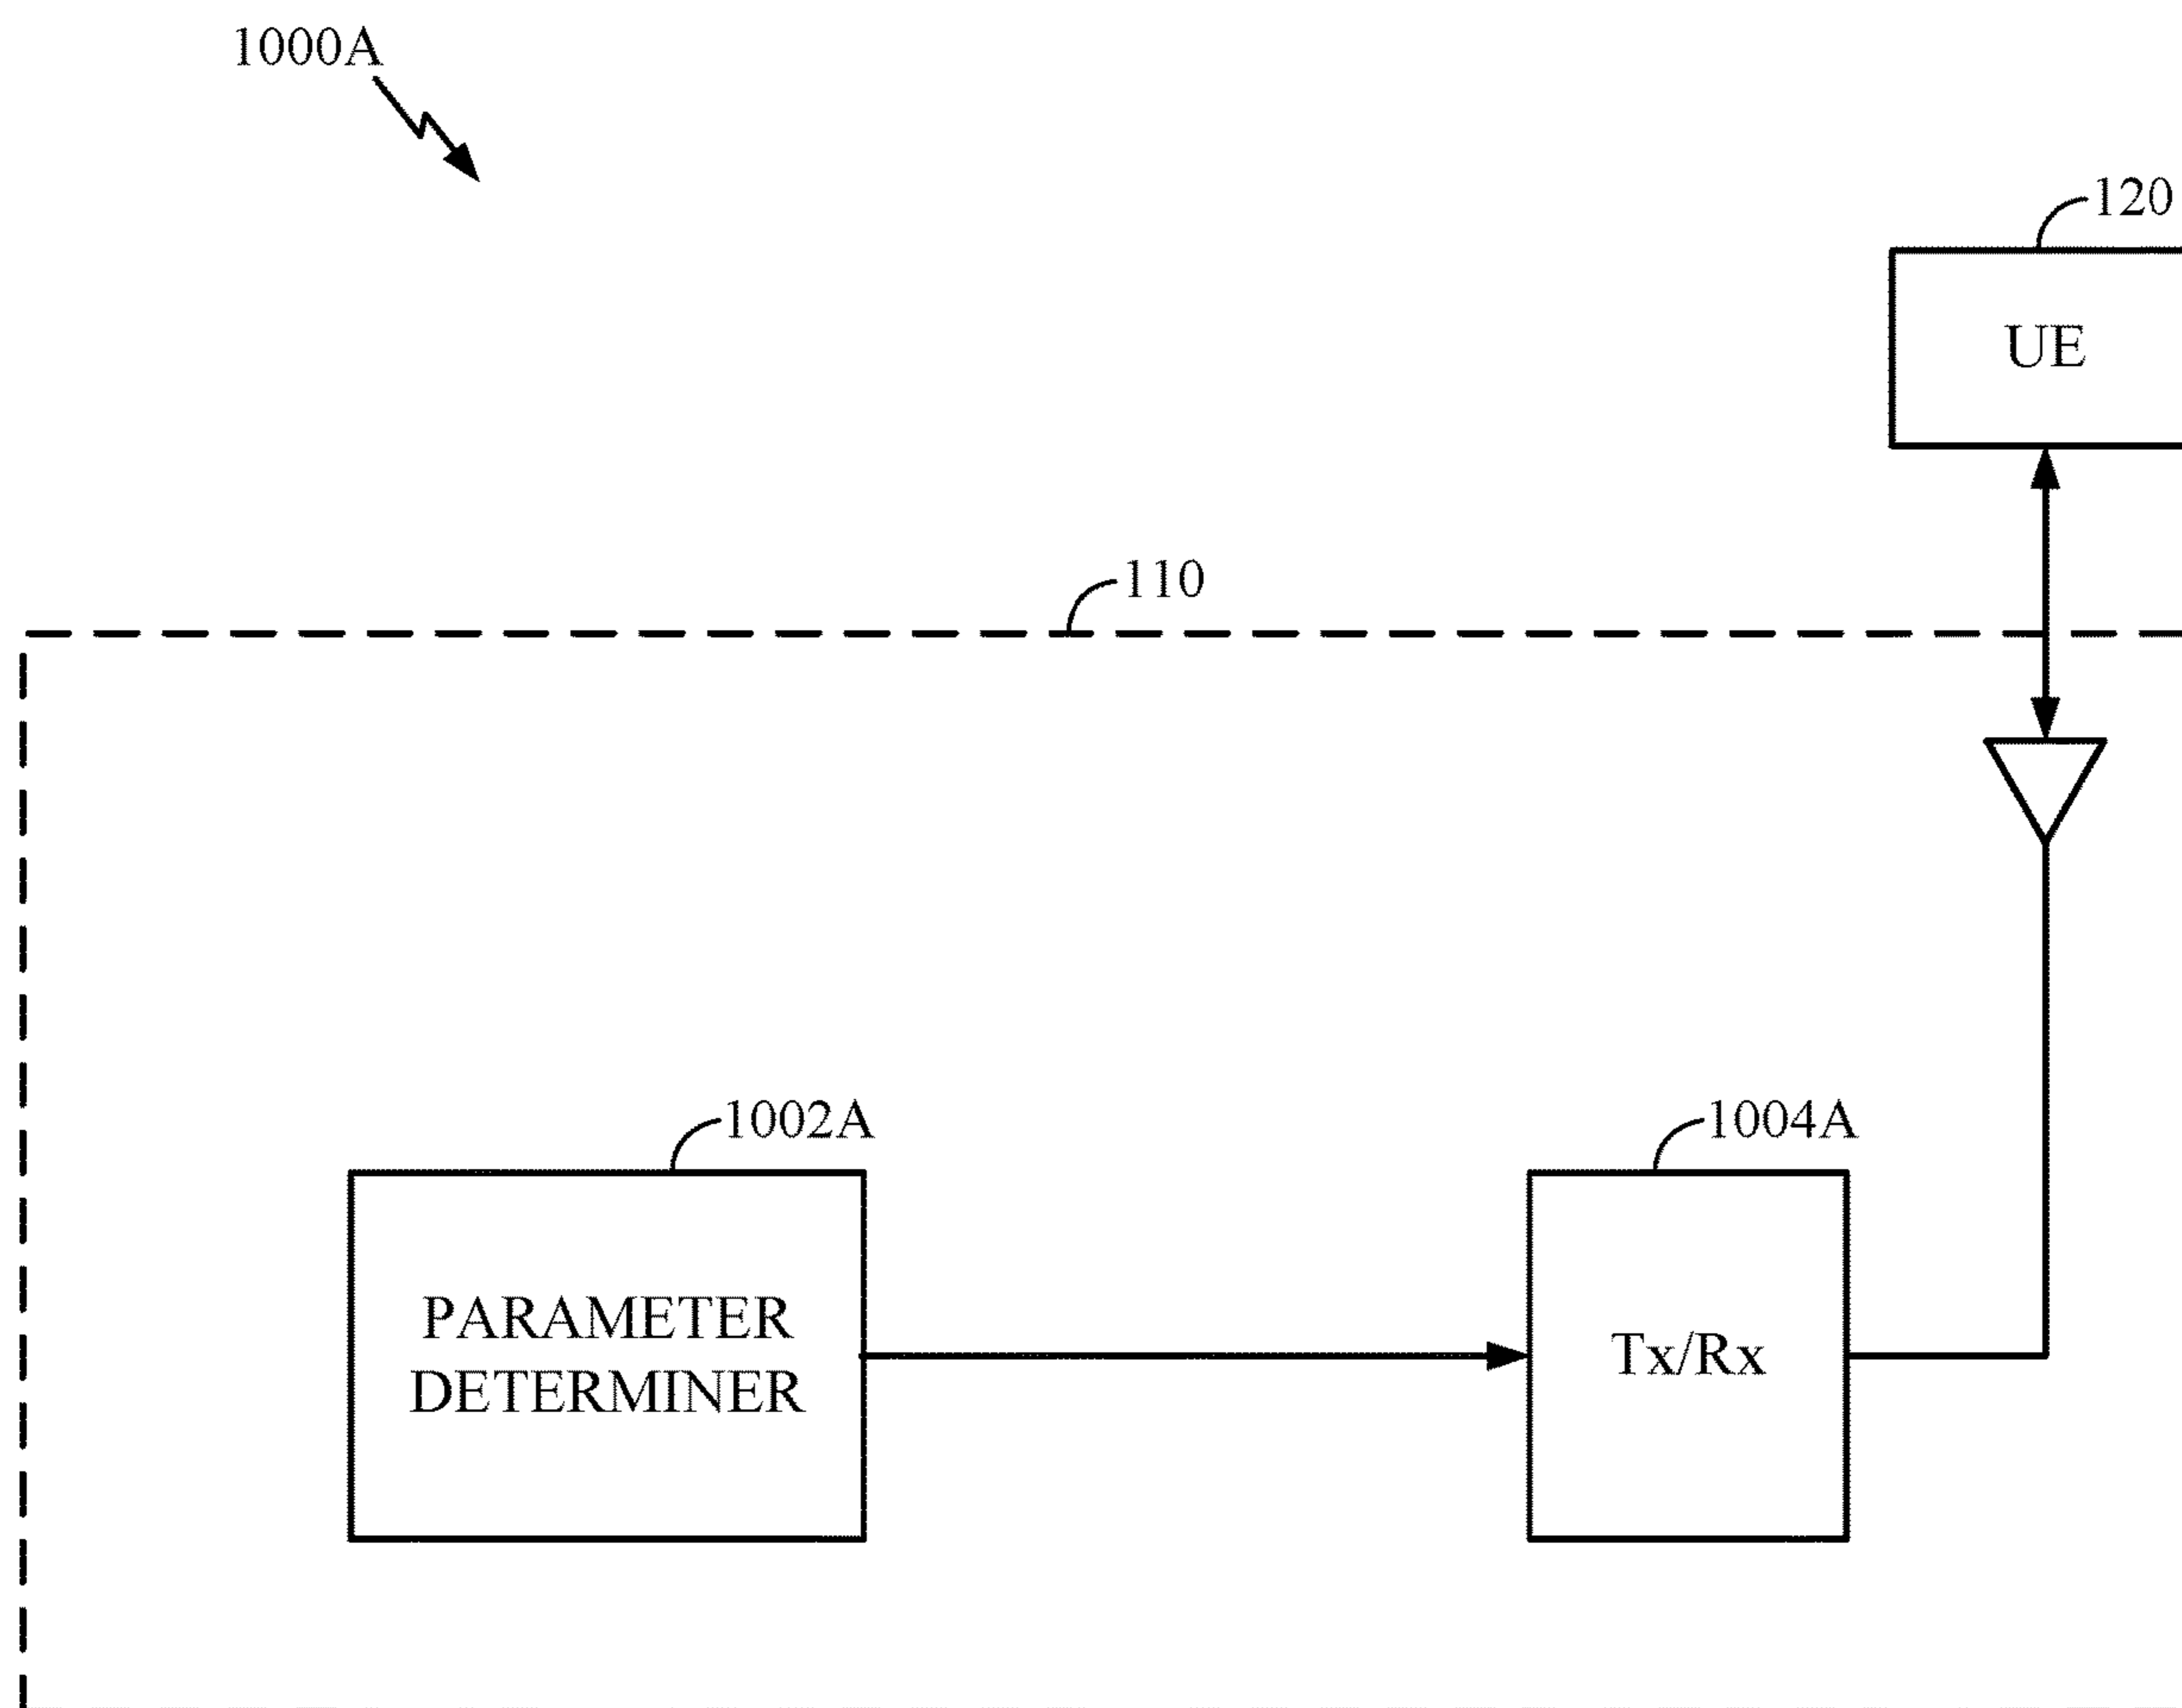 1000A
120
UE
110
1002A
1004A
PARAMETER
DETERMINER
Tx/Rx